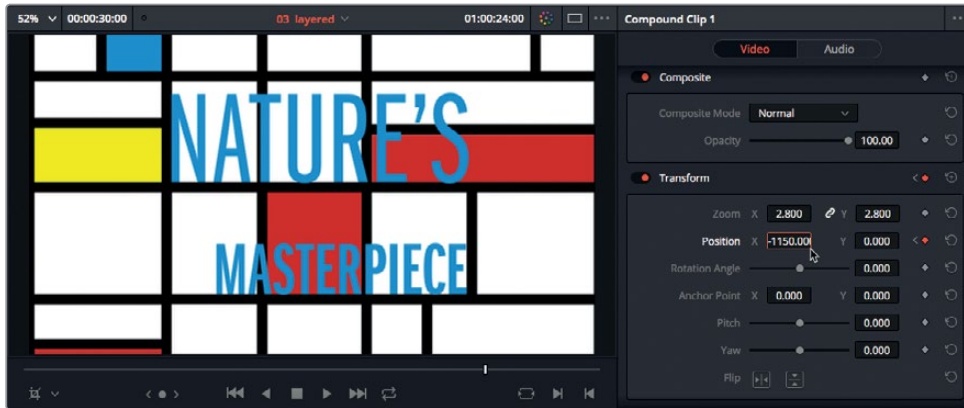 52% 00:00:30:00 03 layered 01:00:24:00 ••• Compound Clip 1
Video Audio
Composite
Composite Mode Normal
Opacity 100.00
Transform
Zoom X 2.800 Y 2.800
Position X -1150.00 Y 0.000
Rotation Angle 0.000
Anchor Point X 0.000 Y 0.000
Pitch 0.000
Yaw 0.000
Flip
NATURE'S
MASTERPIECE